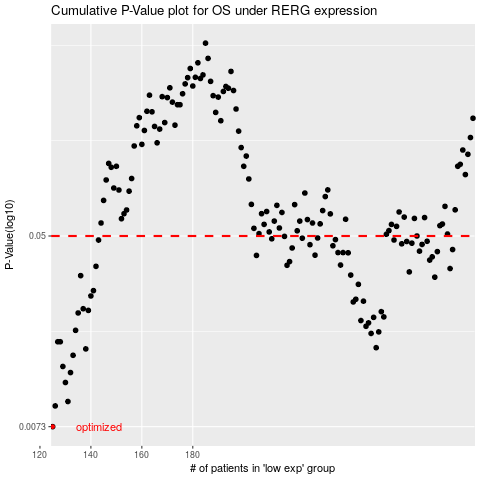 Cumulative P-Value plot for OS under RERG expression
P-Value(log10)
0.05
0.0073
optimized
120 140 160 180
# of patients in 'low exp' group